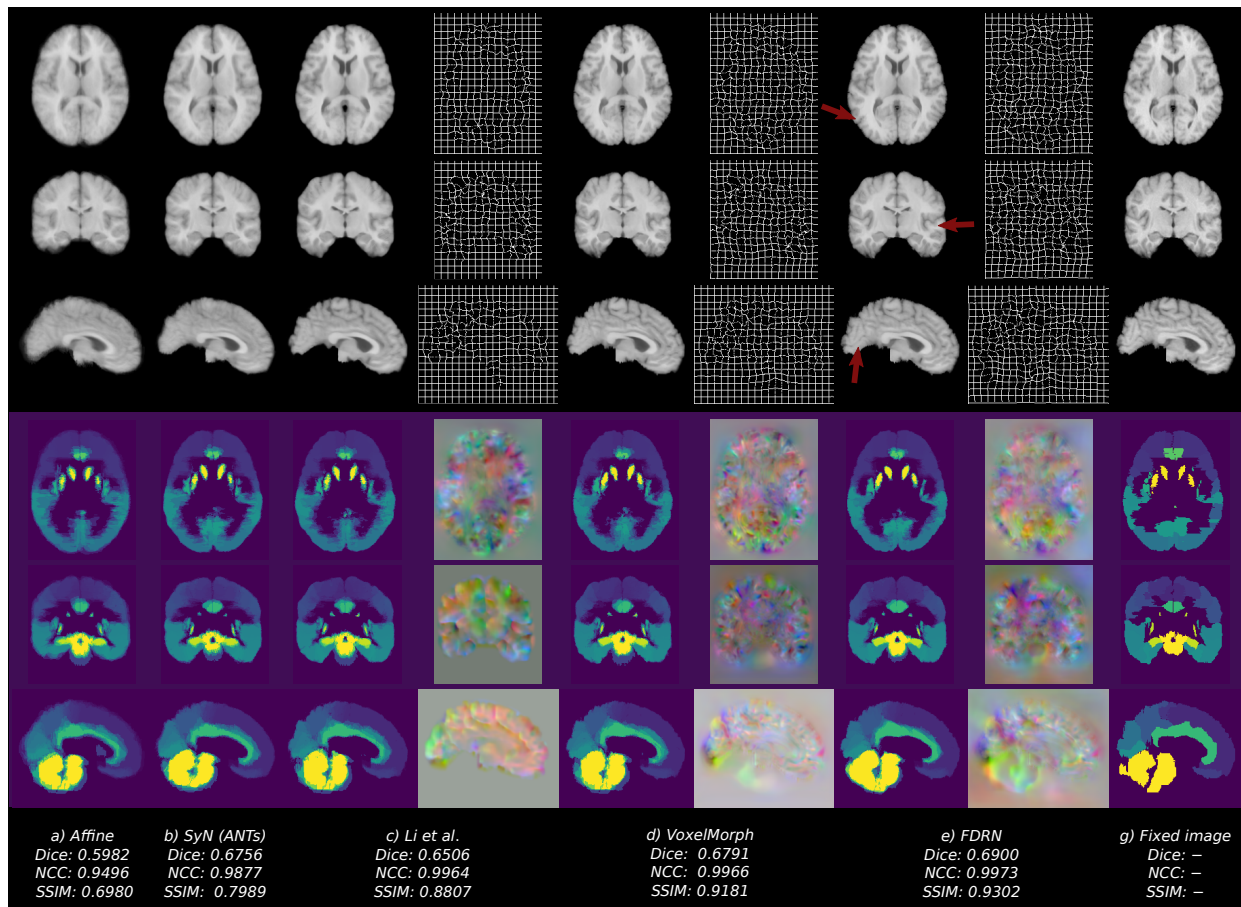 a) Affine
Dice: 0.5982
NCC: 0.9496
SSIM: 0.6980
b) SyN (ANTs)
Dice: 0.6756
NCC: 0.9877
SSIM: 0.7989
c) Li et al.
Dice: 0.6506
NCC: 0.9964
SSIM: 0.8807
d) VoxelMorph
Dice: 0.6791
NCC: 0.9966
SSIM: 0.9181
e) FDRN
Dice: 0.6900
NCC: 0.9973
SSIM: 0.9302
g) Fixed image
Dice: −
NCC: −
SSIM: −